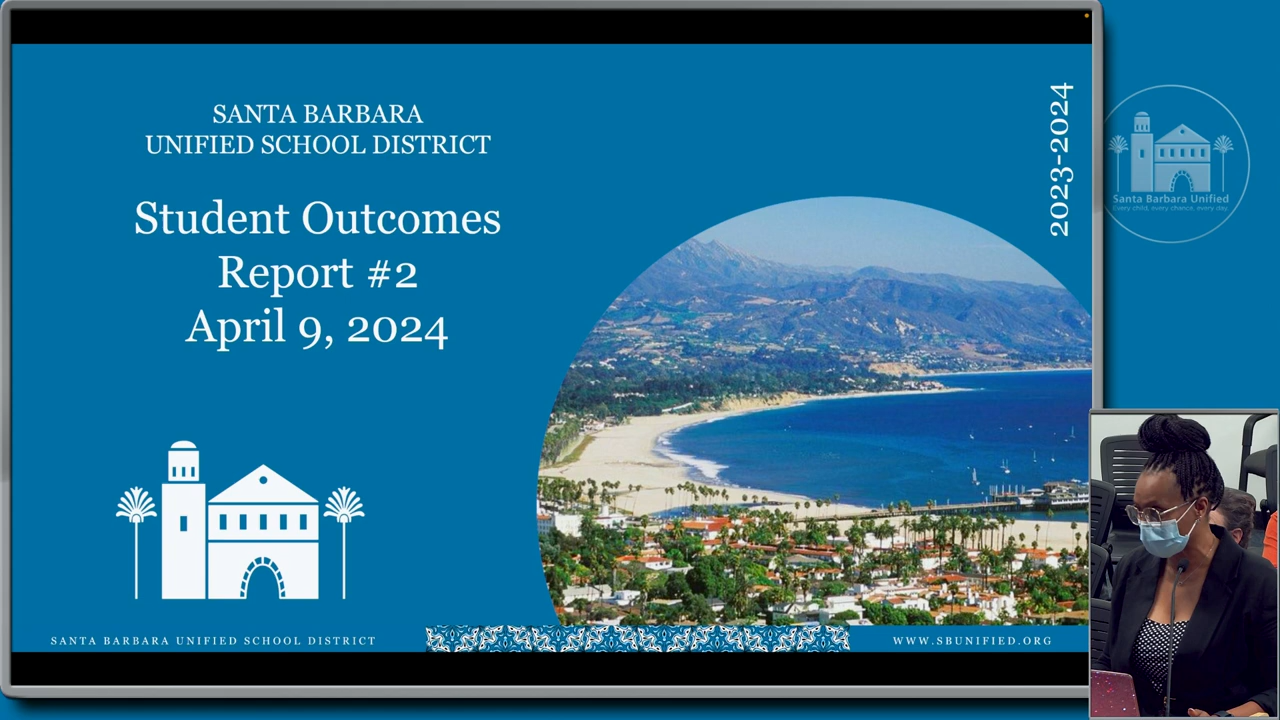 SANTA BARBARA
UNIFIED SCHOOL DISTRICT
Student Outcomes
Report #2
April 9, 2024
2023-2024
Santa Barbara Unified
Every child, every chance, every day.
SANTA BARBARA UNIFIED SCHOOL DISTRICT
WWW.SBUNIFIED.ORG